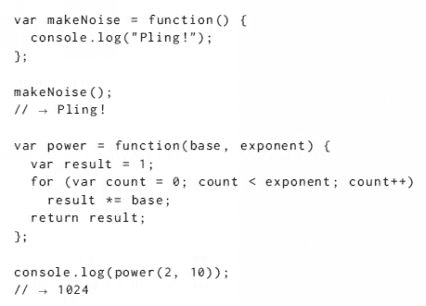 var makeNoise = function() {
  console.log("Pling!");
};

makeNoise();
// → Pling!

var power = function(base, exponent) {
  var result = 1;
  for (var count = 0; count < exponent; count++)
    result *= base;
  return result;
};

console.log(power(2, 10));
// → 1024